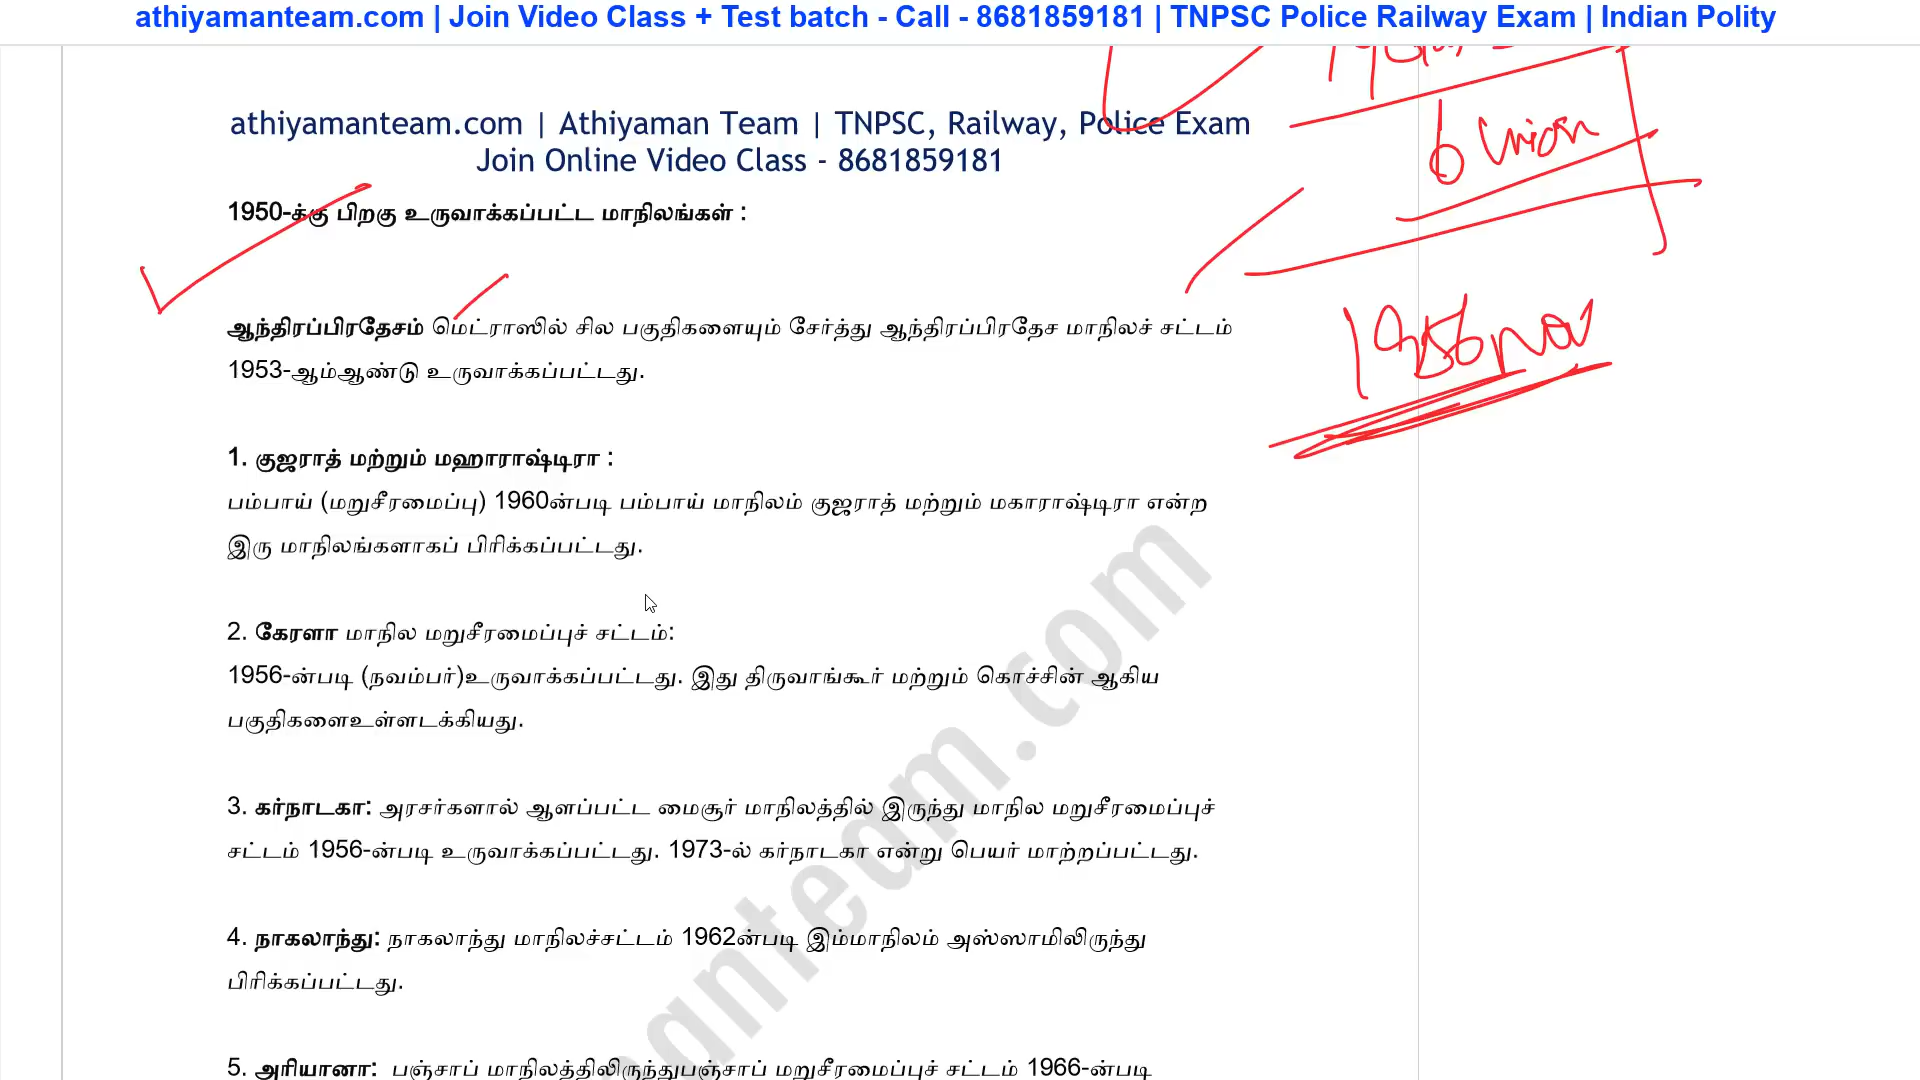 athiyamanteam.com | Join Video Class + Test batch - Call - 8681859181 | TNPSC Police Railway Exam | Indian Polity
athiyamanteam.com | Athiyaman Team | TNPSC, Railway, Police Exam
Join Online Video Class - 8681859181
6 Union
1950-க்கு பிறகு உருவாக்கப்பட்ட மாநிலங்கள் :
1956 nov
ஆந்திரப்பிரதேசம் மெட்ராஸில் சில பகுதிகளையும் சேர்த்து ஆந்திரப்பிரதேச மாநிலச் சட்டம்
1953-ஆம்ஆண்டு உருவாக்கப்பட்டது.
1. குஜராத் மற்றும் மஹாராஷ்டிரா :
பம்பாய் (மறுசீரமைப்பு) 1960ன்படி பம்பாய் மாநிலம் குஜராத் மற்றும் மகாராஷ்டிரா என்ற
இரு மாநிலங்களாகப் பிரிக்கப்பட்டது.
2. கேரளா மாநில மறுசீரமைப்புச் சட்டம்:
1956-ன்படி (நவம்பர்)உருவாக்கப்பட்டது. இது திருவாங்கூர் மற்றும் கொச்சின் ஆகிய
பகுதிகளைஉள்ளடக்கியது.
3. கர்நாடகா: அரசர்களால் ஆளப்பட்ட மைசூர் மாநிலத்தில் இருந்து மாநில மறுசீரமைப்புச்
சட்டம் 1956-ன்படி உருவாக்கப்பட்டது. 1973-ல் கர்நாடகா என்று பெயர் மாற்றப்பட்டது.
4. நாகலாந்து: நாகலாந்து மாநிலச்சட்டம் 1962ன்படி இம்மாநிலம் அஸ்ஸாமிலிருந்து
பிரிக்கப்பட்டது.
5. அரியானா: பஞ்சாப் மாநிலத்திலிருந்துபஞ்சாப் மறுசீரமைப்புச் சட்டம் 1966-ன்படி
anteam.com